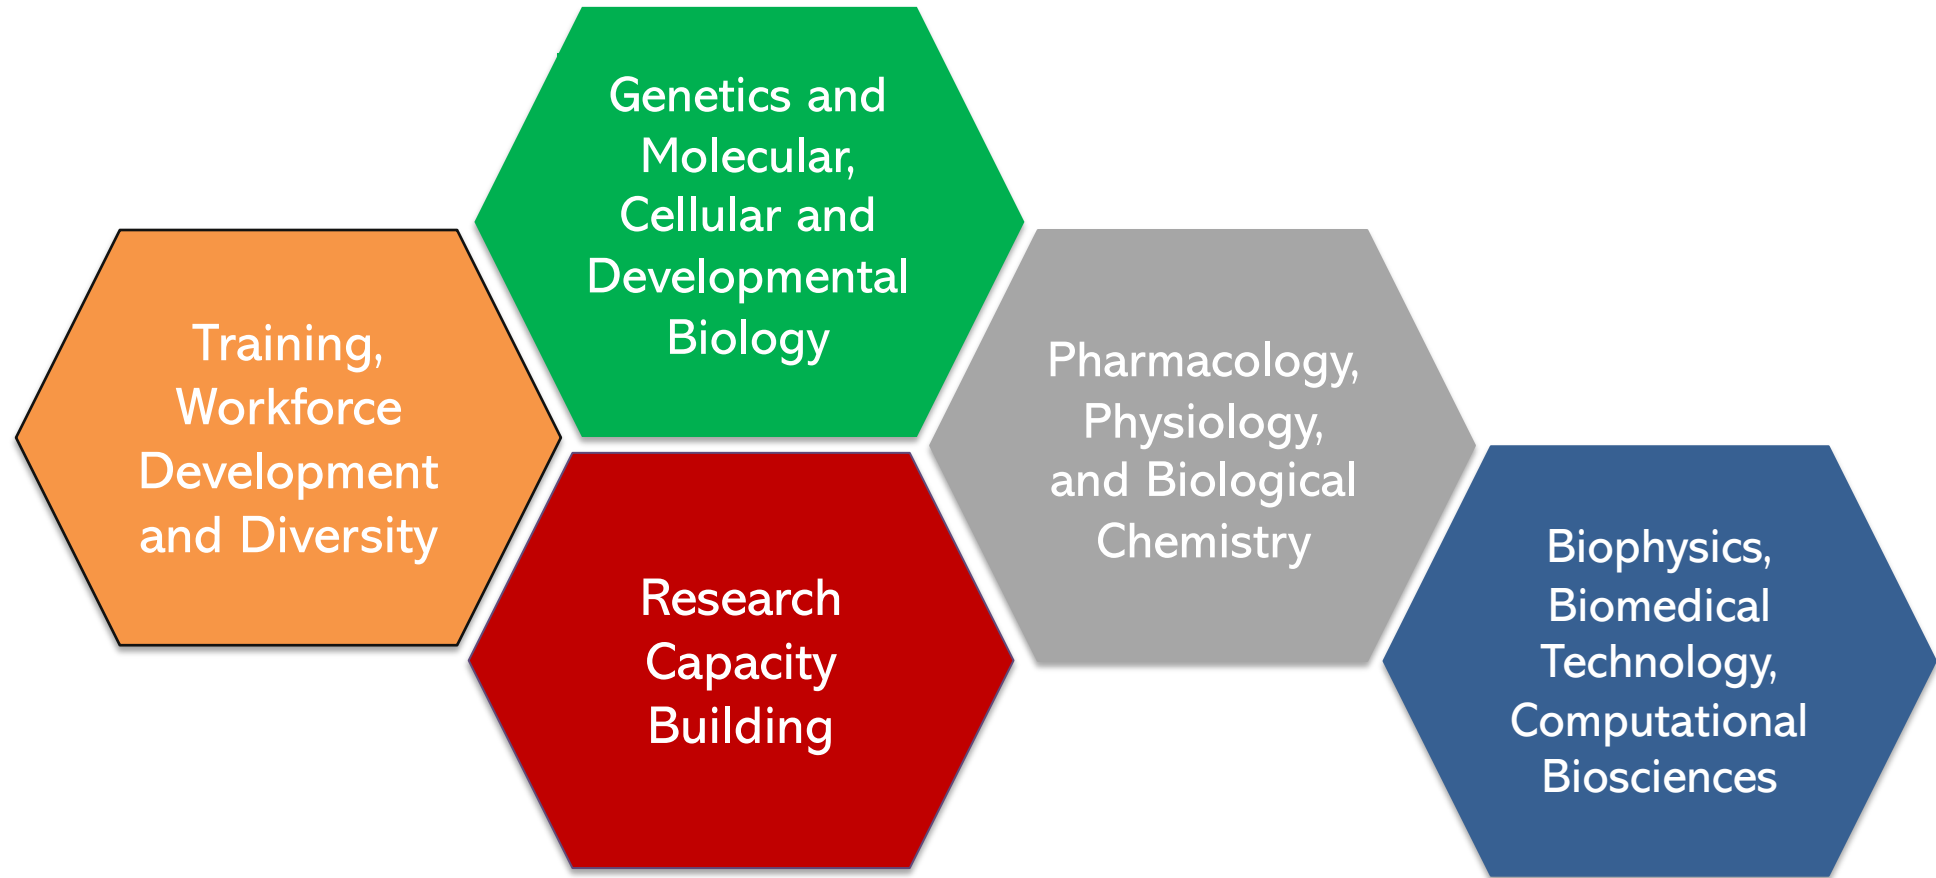 Training,
Workforce
Development
and Diversity
Genetics and
Molecular,
Cellular and
Developmental
Biology
Research
Capacity
Building
Pharmacology,
Physiology,
and Biological
Chemistry
Biophysics,
Biomedical
Technology,
Computational
Biosciences